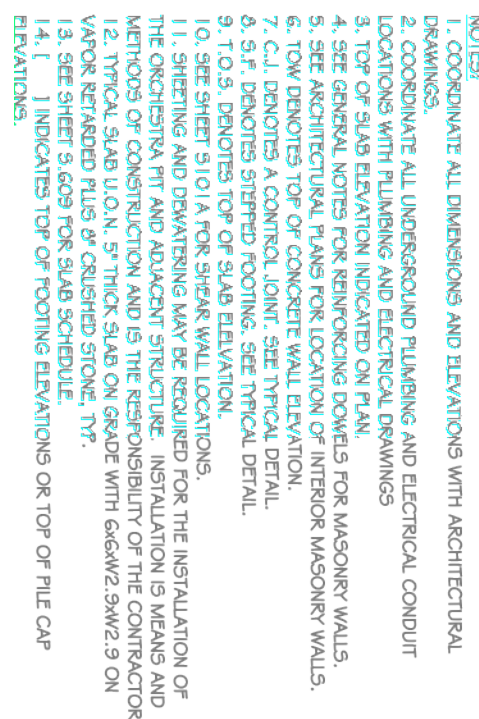 NOTES:
1. COORDINATE ALL DIMENSIONS AND ELEVATIONS WITH ARCHITECTURAL
DRAWINGS.
2. COORDINATE ALL UNDERGROUND PLUMBING AND ELECTRICAL CONDUIT
LOCATIONS WITH PLUMBING AND ELECTRICAL DRAWINGS
3. TOP OF SLAB ELEVATION INDICATED ON PLAN.
4. SEE GENERAL NOTES FOR REINFORCING DOWELS FOR MASONRY WALLS.
5. SEE ARCHITECTURAL PLANS FOR LOCATION OF INTERIOR MASONRY WALLS.
6. TOW DENOTES TOP OF CONCRETE WALL ELEVATION.
7. C.J. DENOTES A CONTROL JOINT. SEE TYPICAL DETAIL.
8. S.F. DENOTES STEPPED FOOTING. SEE TYPICAL DETAIL.
9. T.O.S. DENOTES TOP OF SLAB ELEVATION.
10. SEE SHEET S101A FOR SHEAR WALL LOCATIONS.
11. SHEETING AND DEWATERING MAY BE REQUIRED FOR THE INSTALLATION OF
THE ORCHESTRA PIT AND ADJACENT STRUCTURE. INSTALLATION IS MEANS AND
METHODS OF CONSTRUCTION AND IS THE RESPONSIBILITY OF THE CONTRACTOR
12. TYPICAL SLAB U.O.N. 5" THICK SLAB ON GRADE WITH 6x6xW2.9xW2.9 ON
VAPOR RETARDED PLUS 8" CRUSHED STONE, TYP.
13. SEE SHEET S.609 FOR SLAB SCHEDULE.
14. [ ] INDICATES TOP OF FOOTING ELEVATIONS OR TOP OF PILE CAP
ELEVATIONS.